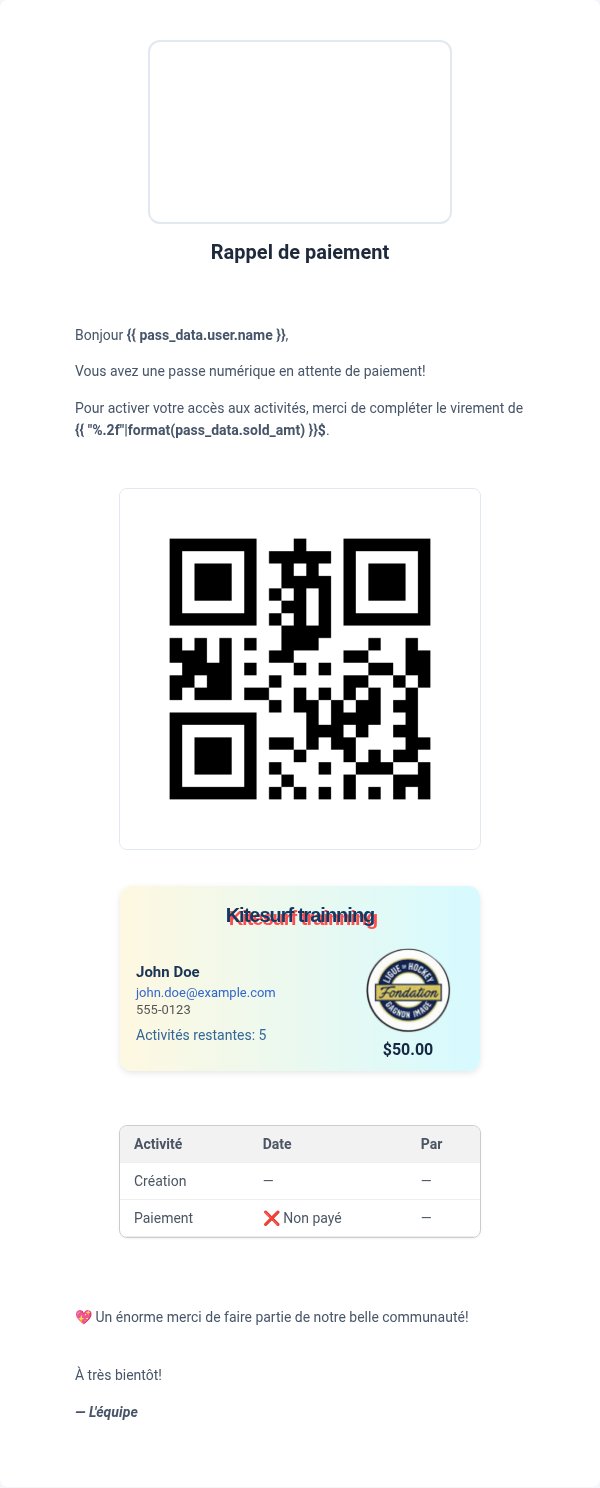 Rappel de paiement
Bonjour {{ pass_data.user.name }},
Vous avez une passe numérique en attente de paiement!
Pour activer votre accès aux activités, merci de compléter le virement de
{{ "%.2f"|format(pass_data.sold_amt) }}$.
Kitesurf trainning
John Doe
john.doe@example.com
555-0123
Activités restantes: 5
LIGUE DE HOCKEY
Fondation
GAGNON IMAGE
$50.00
Activité Date Par
Création — —
Paiement ❌ Non payé —
💖 Un énorme merci de faire partie de notre belle communauté!
À très bientôt!
— L'équipe